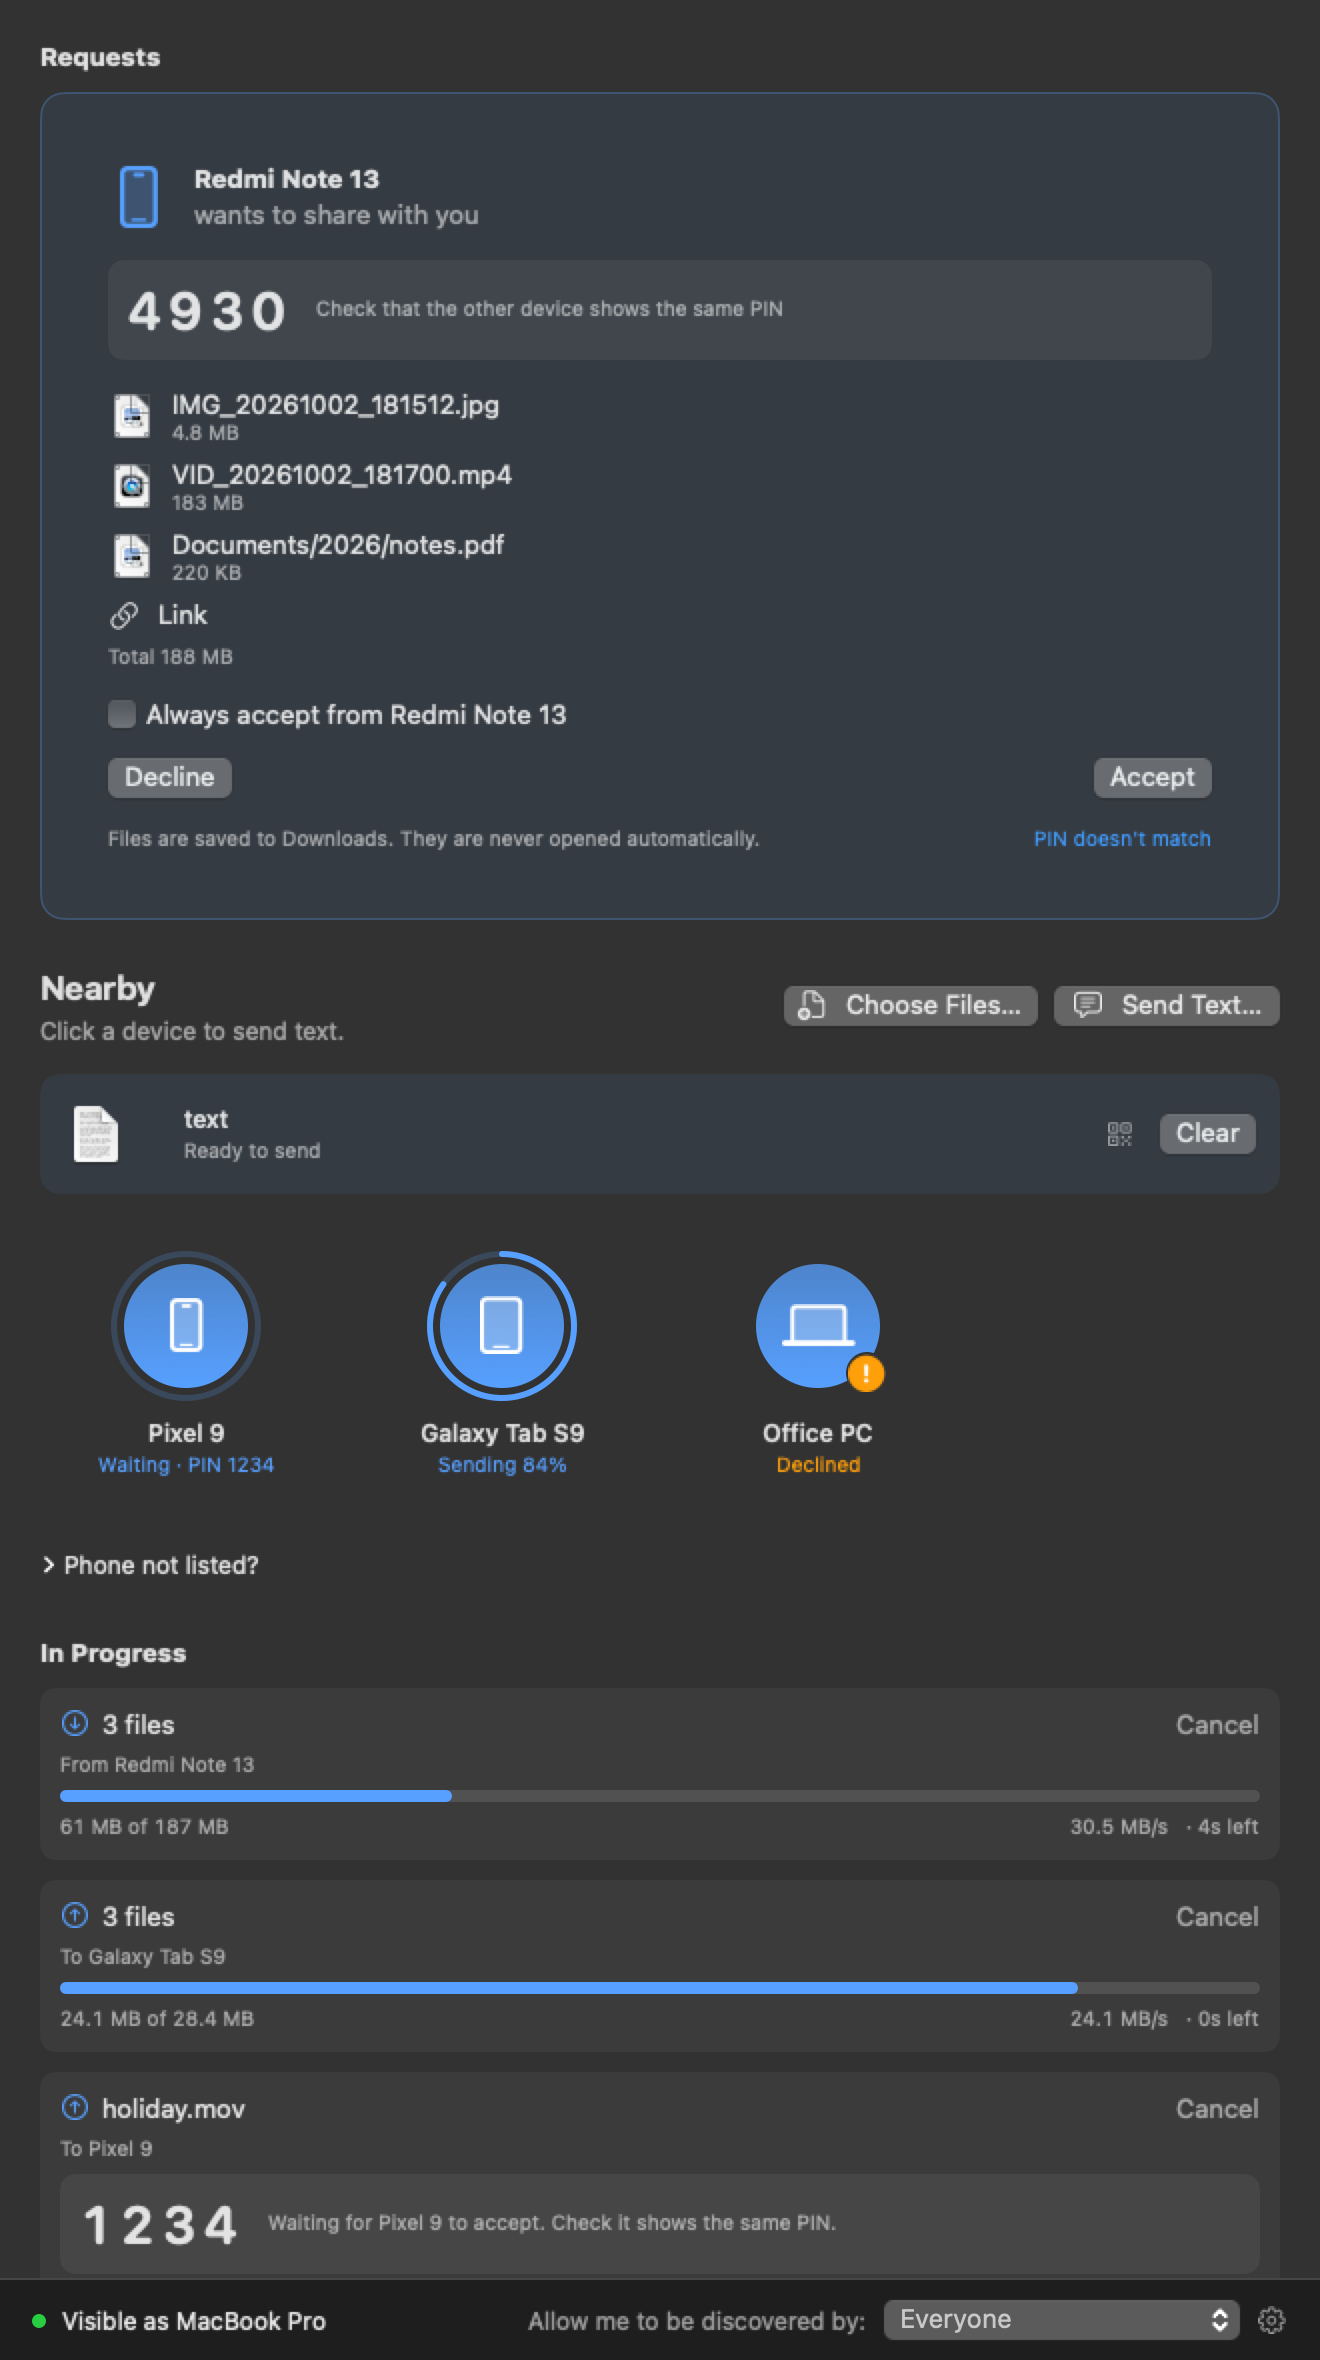 Requests
Redmi Note 13
wants to share with you
4930 Check that the other device shows the same PIN
IMG_20261002_181512.jpg
4.8 MB
VID_20261002_181700.mp4
183 MB
Documents/2026/notes.pdf
220 KB
Link
Total 188 MB
Always accept from Redmi Note 13
Decline Accept
Files are saved to Downloads. They are never opened automatically. PIN doesn't match
Nearby
Choose Files... Send Text...
Click a device to send text.
text
Ready to send
Clear
Pixel 9 Galaxy Tab S9 Office PC
Waiting · PIN 1234 Sending 84% Declined
Phone not listed?
In Progress
3 files Cancel
From Redmi Note 13
61 MB of 187 MB 30.5 MB/s · 4s left
3 files Cancel
To Galaxy Tab S9
24.1 MB of 28.4 MB 24.1 MB/s · 0s left
holiday.mov Cancel
To Pixel 9
1234 Waiting for Pixel 9 to accept. Check it shows the same PIN.
Visible as MacBook Pro Allow me to be discovered by: Everyone